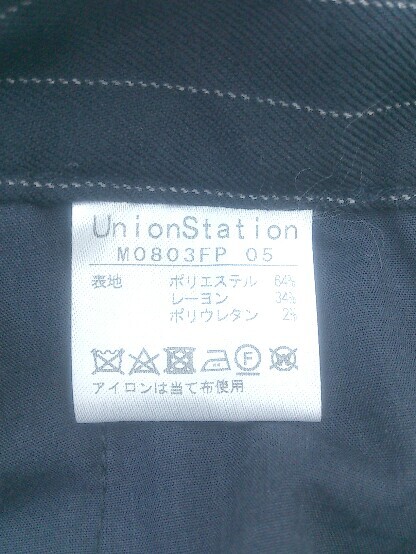 UnionStation
M0803FP 05
表地 ポリエステル 64%
レーヨン 34%
ポリウレタン 2%
F W
アイロンは当て布使用